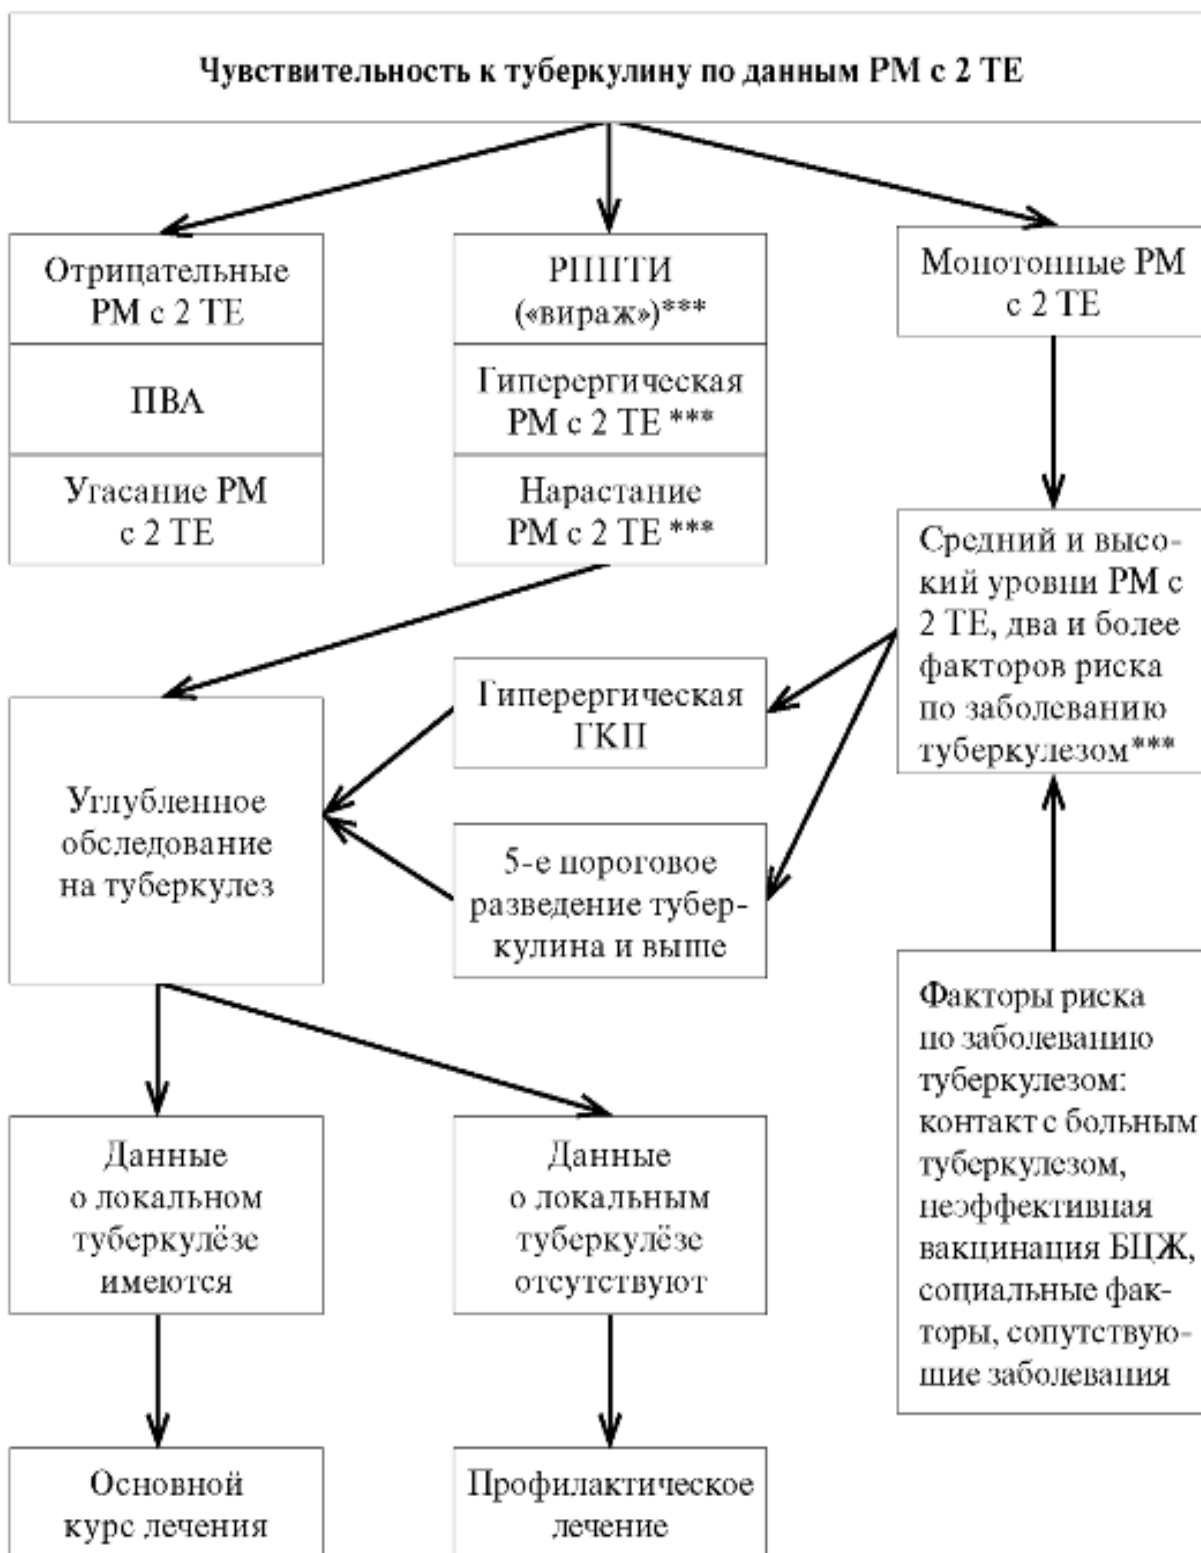 Чувствительность к туберкулину по данным РМ с 2 ТЕ
Отрицательные
РМ с 2 ТЕ
ПВА
Угасание РМ
с 2 ТЕ
РППТИ
(«вираж»)***
Гиперергическая
РМ с 2 ТЕ ***
Нарастание
РМ с 2 ТЕ ***
Монотонные РМ
с 2 ТЕ
Средний и высо-
кий уровни РМ с
2 ТЕ, два и более
факторов риска
по заболеванию
туберкулезом***
Гиперергическая
ГКП
5-е пороговое
разведение тубер-
кулина и выше
Углубленное
обследование
на туберкулез
Факторы риска
по заболеванию
туберкулезом:
контакт с больным
туберкулезом,
неэффективная
вакцинация БЦЖ,
социальные фак-
торы, сопутствую-
щие заболевания
Данные
о локальном
туберкулёзе
имеются
Данные
о локальным
туберкулёзе
отсутствуют
Основной
курс лечения
Профилактическое
лечение